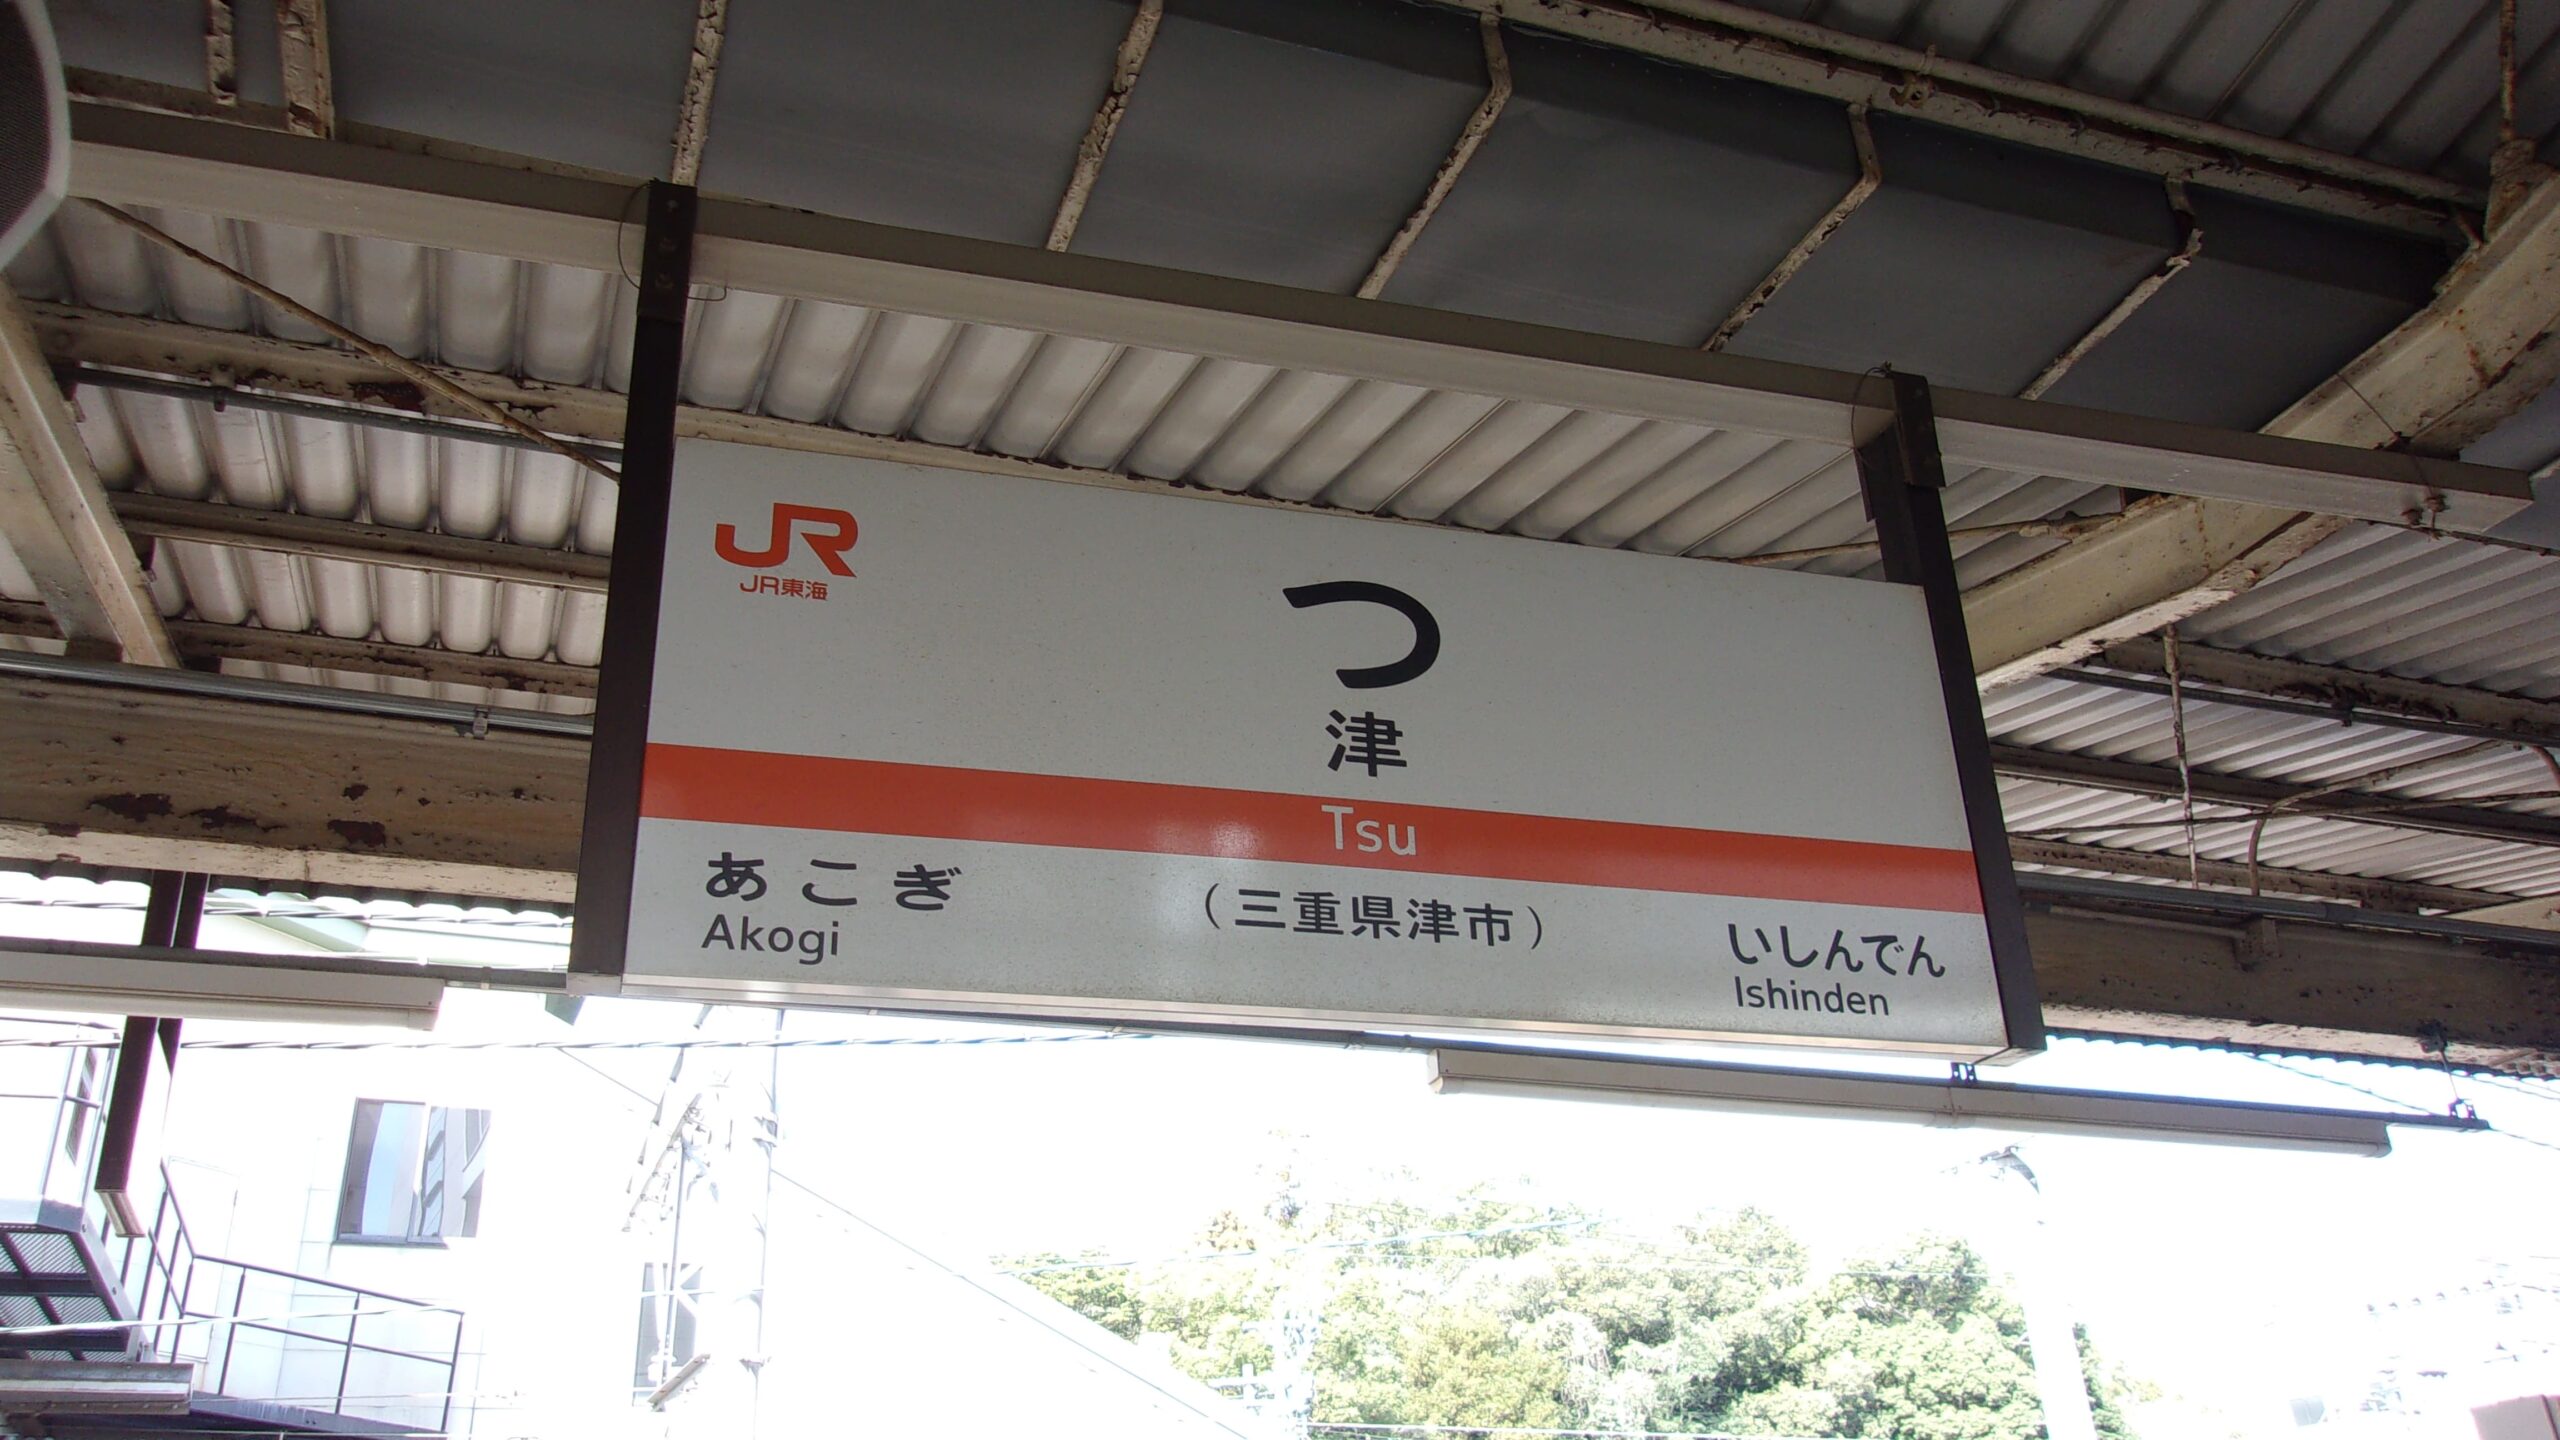 JR
JR東海
つ
津
Tsu
あこぎ
Akogi
（三重県津市）
いしんでん
Ishinden